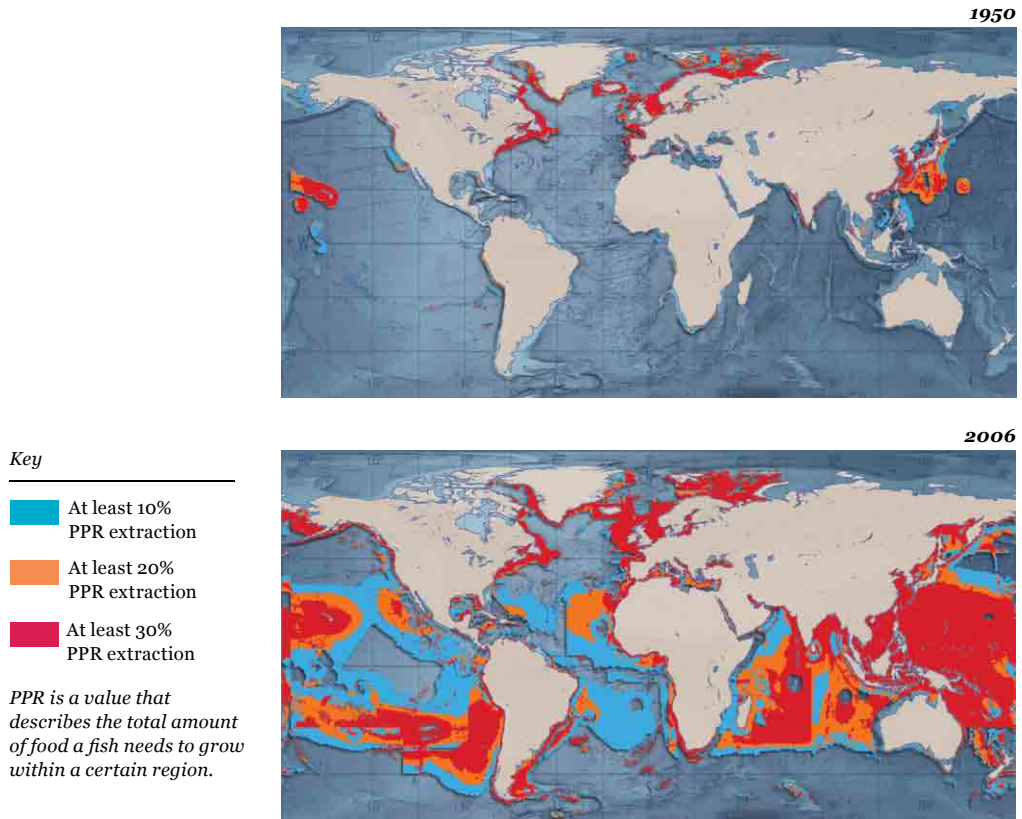 1950
2006
Key
At least 10%
PPR extraction
At least 20%
PPR extraction
At least 30%
PPR extraction
PPR is a value that
describes the total amount
of food a fish needs to grow
within a certain region.